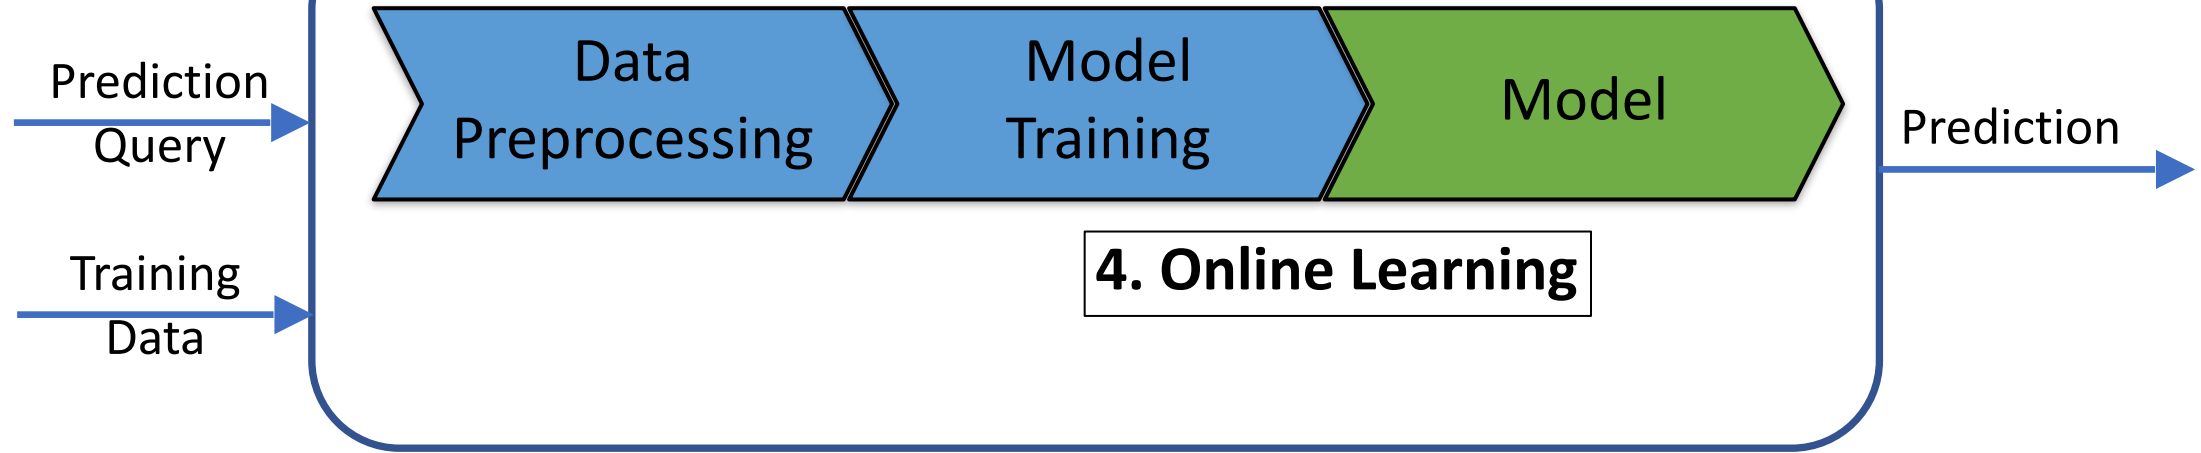 Prediction
Query
Data
Preprocessing
Model
Training
Model
Prediction
Training
Data
4. Online Learning